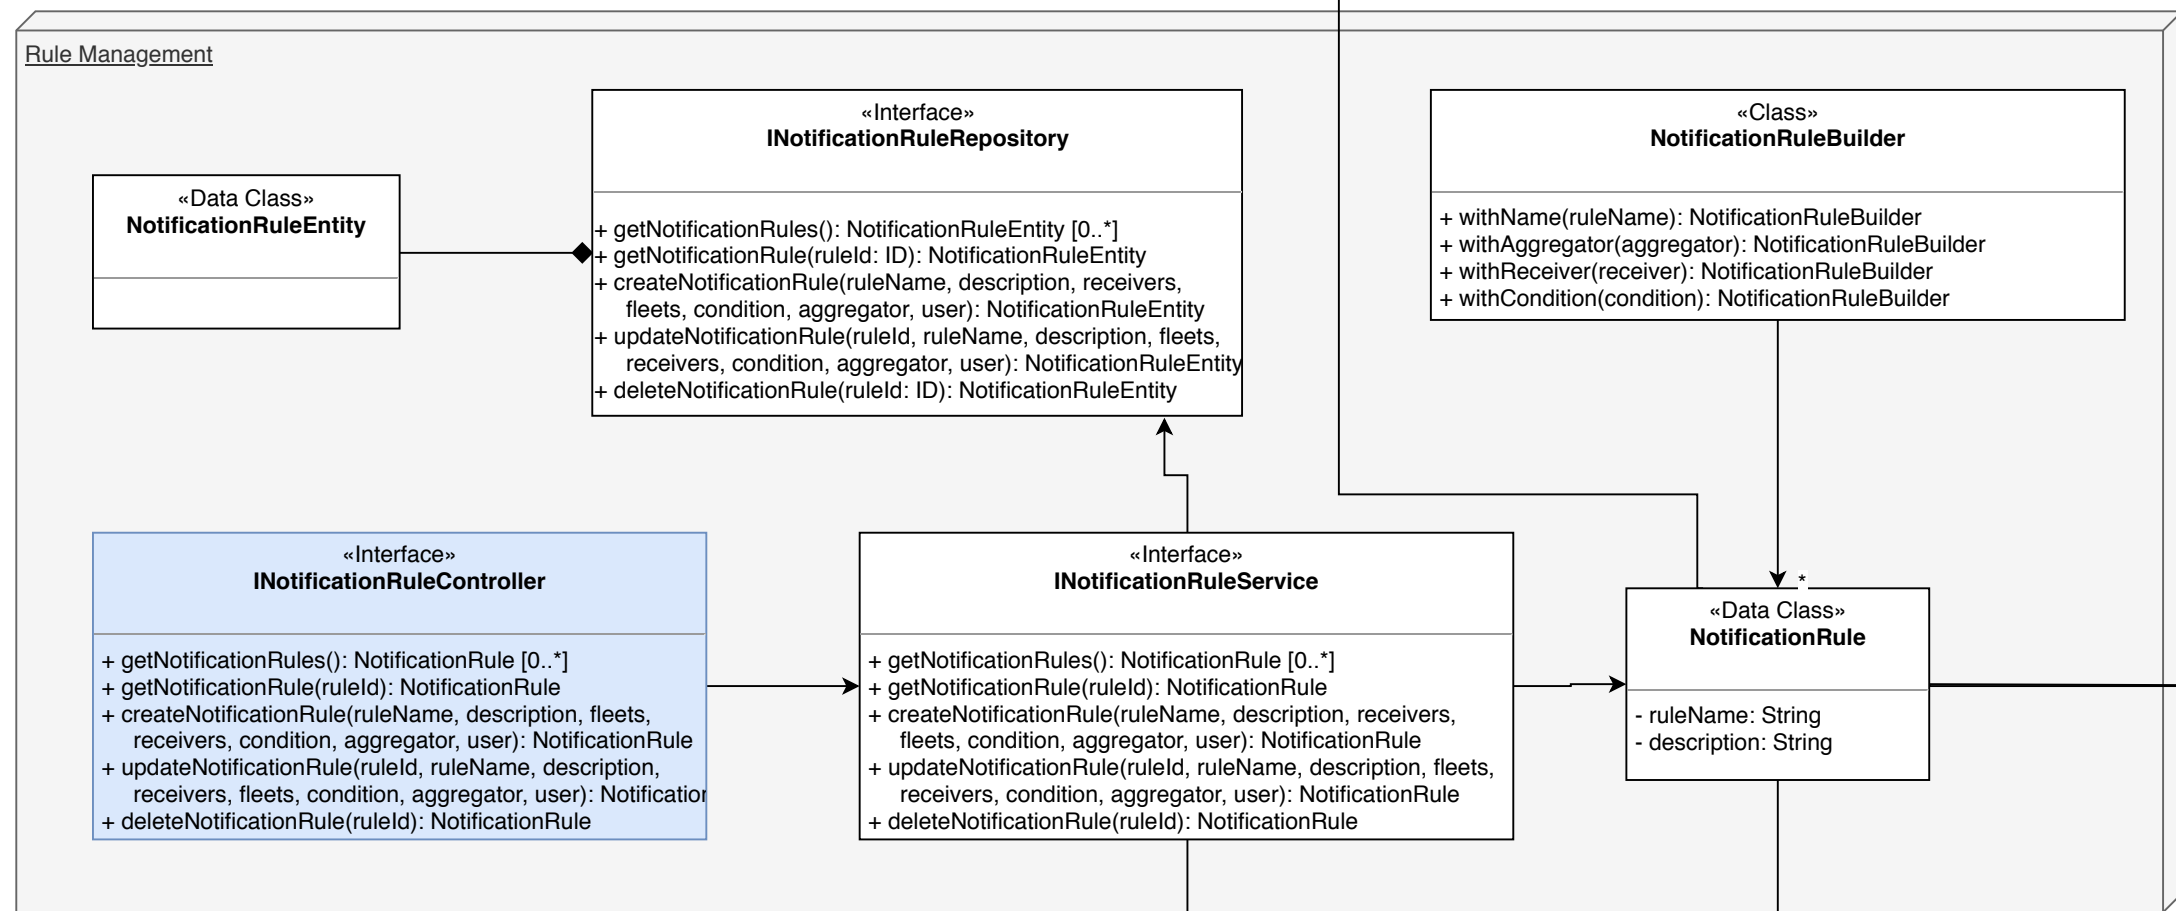 Rule Management
«Interface»
INotificationRuleRepository
+ getNotificationRules(): NotificationRuleEntity [0..*]
+ getNotificationRule(ruleId: ID): NotificationRuleEntity
+ createNotificationRule(ruleName, description, receivers,
fleets, condition, aggregator, user): NotificationRuleEntity
+ updateNotificationRule(ruleId, ruleName, description, fleets,
receivers, condition, aggregator, user): NotificationRuleEntity
+ deleteNotificationRule(ruleId: ID): NotificationRuleEntity
«Class»
NotificationRuleBuilder
+ withName(ruleName): NotificationRuleBuilder
+ withAggregator(aggregator): NotificationRuleBuilder
+ withReceiver(receiver): NotificationRuleBuilder
+ withCondition(condition): NotificationRuleBuilder
«Data Class»
NotificationRuleEntity
«Interface»
INotificationRuleController
+ getNotificationRules(): NotificationRule [0..*]
+ getNotificationRule(ruleId): NotificationRule
+ createNotificationRule(ruleName, description, fleets,
receivers, condition, aggregator, user): NotificationRule
+ updateNotificationRule(ruleId, ruleName, description,
receivers, fleets, condition, aggregator, user): Notification
+ deleteNotificationRule(ruleId): NotificationRule
«Interface»
INotificationRuleService
+ getNotificationRules(): NotificationRule [0..*]
+ getNotificationRule(ruleId): NotificationRule
+ createNotificationRule(ruleName, description, receivers,
fleets, condition, aggregator, user): NotificationRule
+ updateNotificationRule(ruleId, ruleName, description, fleets,
receivers, condition, aggregator, user): NotificationRule
+ deleteNotificationRule(ruleId): NotificationRule
*
«Data Class»
NotificationRule
- ruleName: String
- description: String